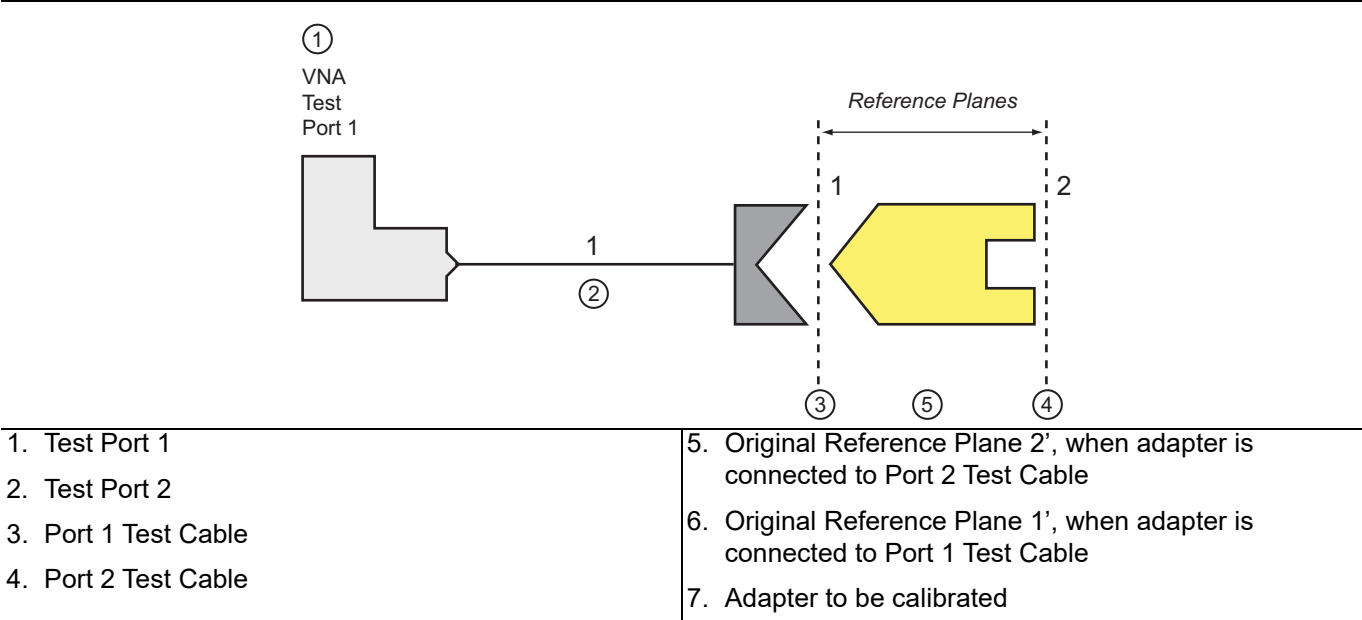 ①
VNA
Test
Port 1
Reference Planes
1
2
1
②
③
⑤
④
1. Test Port 1
2. Test Port 2
3. Port 1 Test Cable
4. Port 2 Test Cable
5. Original Reference Plane 2’, when adapter is
connected to Port 2 Test Cable
6. Original Reference Plane 1’, when adapter is
connected to Port 1 Test Cable
7. Adapter to be calibrated